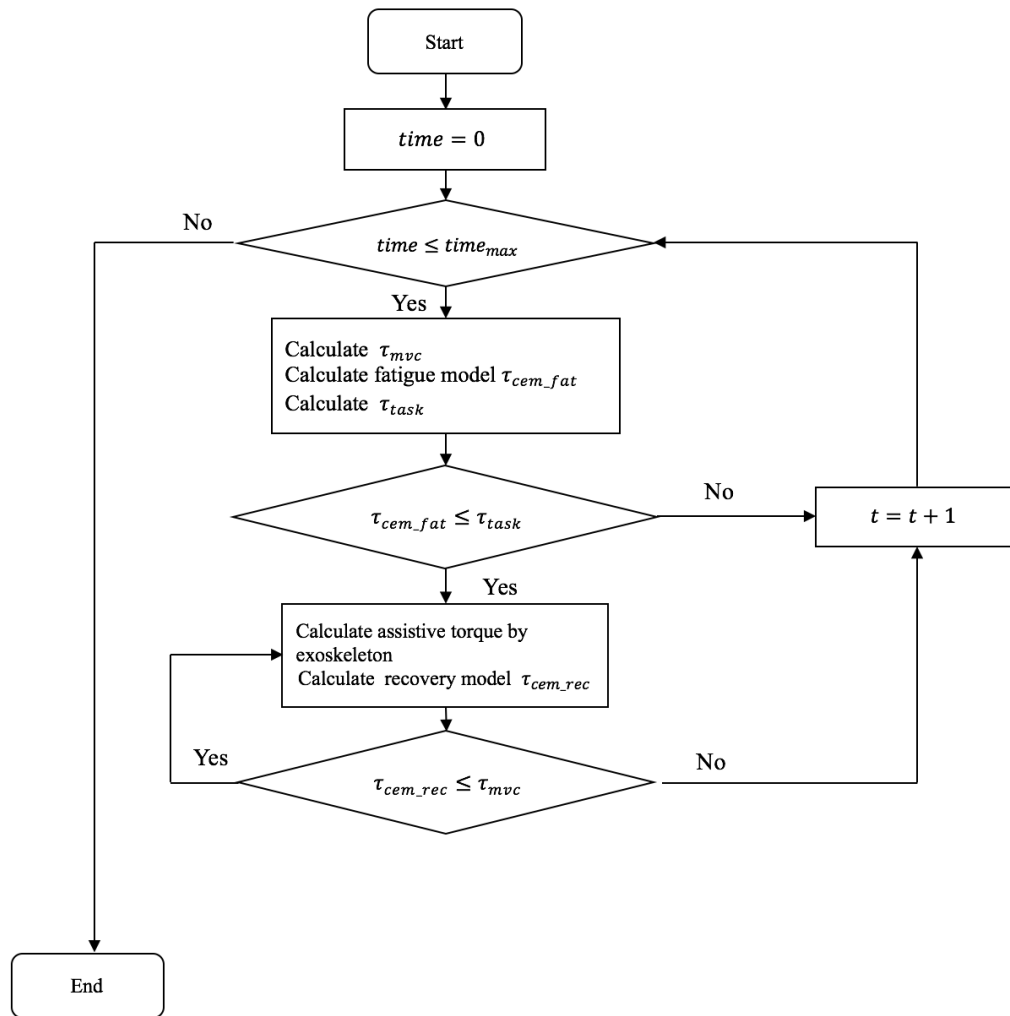 Start
time = 0
No
time ≤ time_max
Yes
Calculate τ_mvc
Calculate fatigue model τ_cem_fat
Calculate τ_task
No
τ_cem_fat ≤ τ_task
t = t + 1
Yes
Calculate assistive torque by
exoskeleton
Calculate recovery model τ_cem_rec
Yes
No
τ_cem_rec ≤ τ_mvc
End